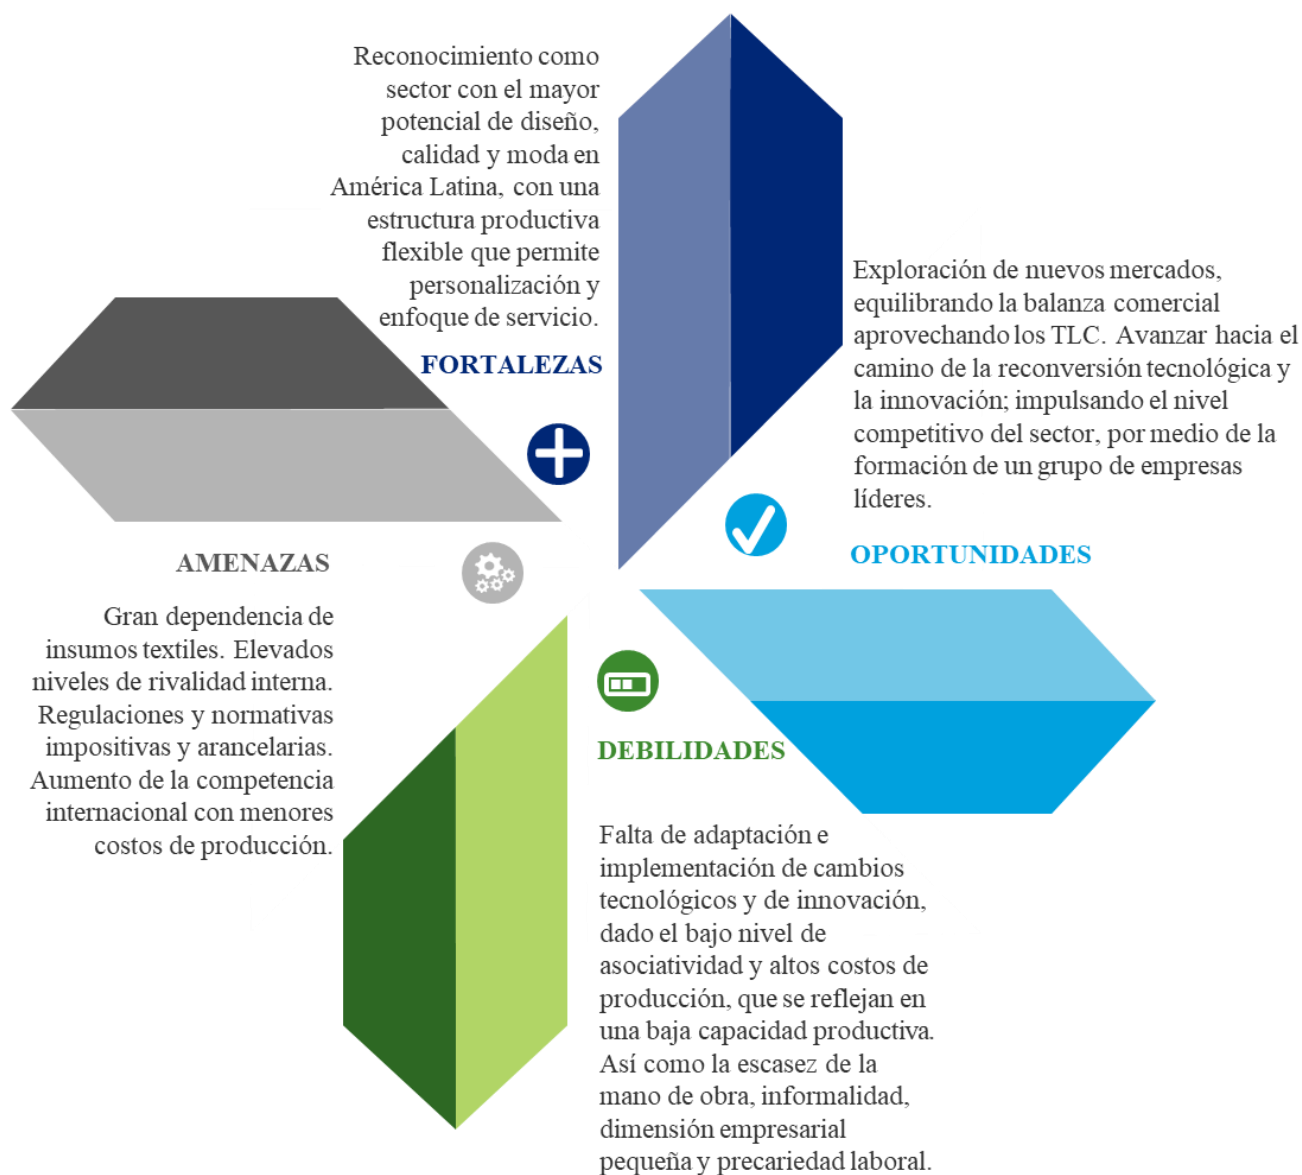 Reconocimiento como
sector con el mayor
potencial de diseño,
calidad y moda en
América Latina, con una
estructura productiva
flexible que permite
personalización y
enfoque de servicio.
FORTALEZAS
Exploración de nuevos mercados,
equilibrando la balanza comercial
aprovechando los TLC. Avanzar hacia el
camino de la reconversión tecnológica y
la innovación; impulsando el nivel
competitivo del sector, por medio de la
formación de un grupo de empresas
líderes.
OPORTUNIDADES
AMENAZAS
Gran dependencia de
insumos textiles. Elevados
niveles de rivalidad interna.
Regulaciones y normativas
impositivas y arancelarias.
Aumento de la competencia
internacional con menores
costos de producción.
DEBILIDADES
Falta de adaptación e
implementación de cambios
tecnológicos y de innovación,
dado el bajo nivel de
asociatividad y altos costos de
producción, que se reflejan en
una baja capacidad productiva.
Así como la escasez de la
mano de obra, informalidad,
dimensión empresarial
pequeña y precariedad laboral.